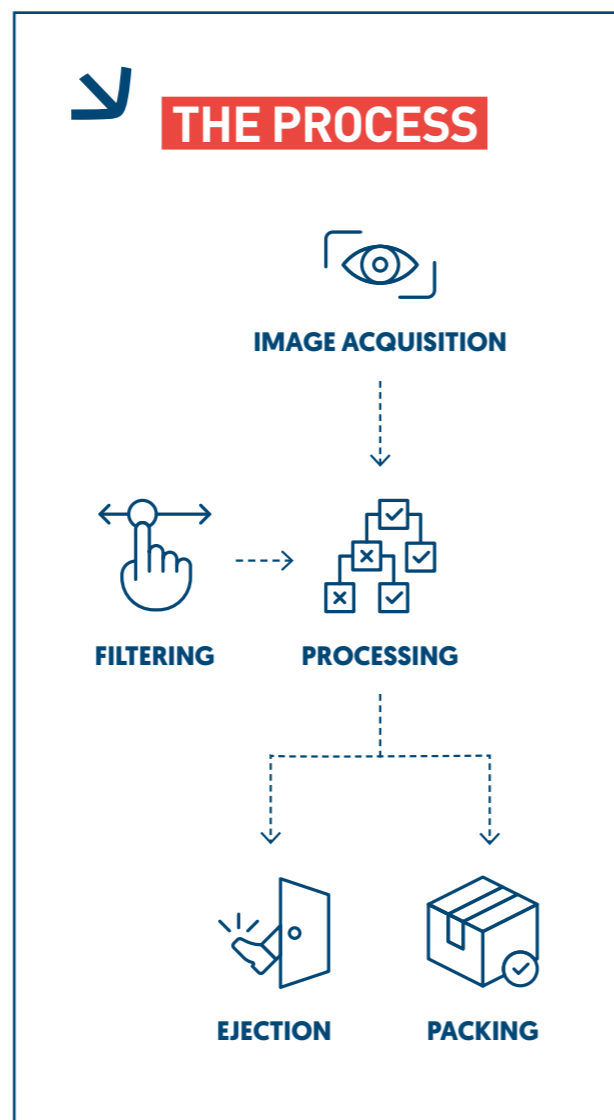 THE PROCESS
IMAGE ACQUISITION
FILTERING
PROCESSING
EJECTION
PACKING